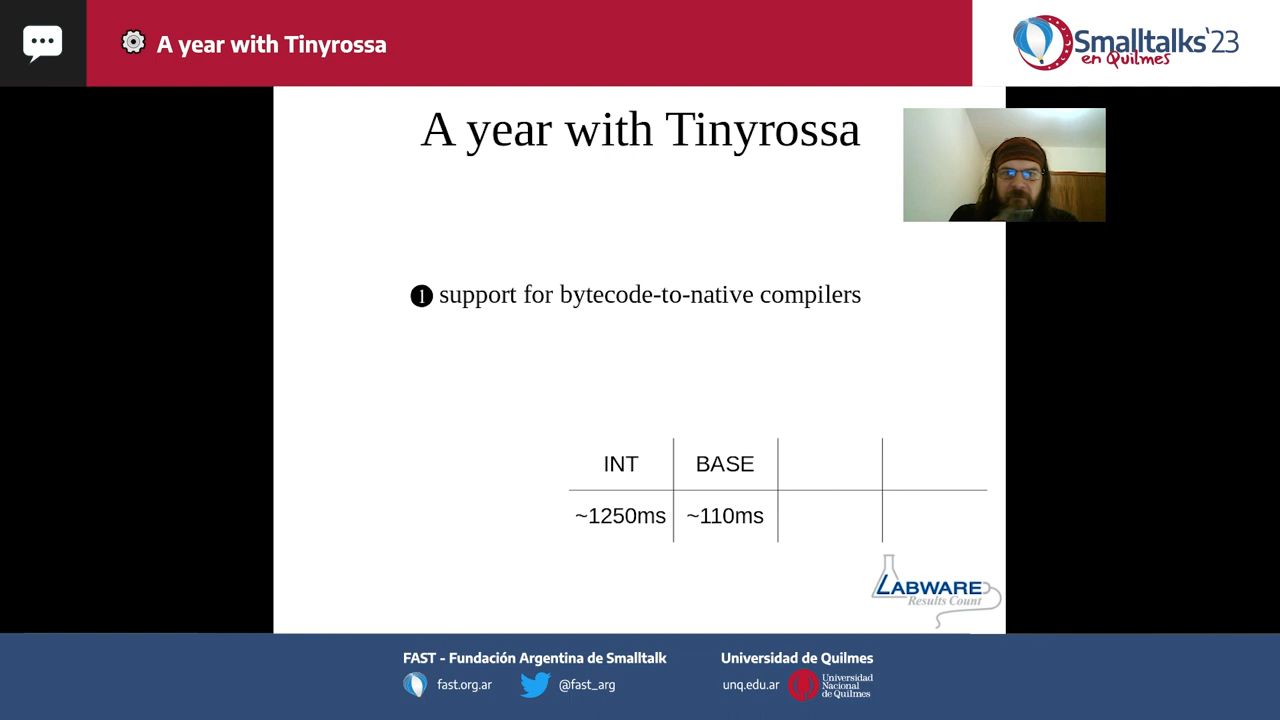 A year with Tinyrossa
Smalltalks'23
en Quilmes
A year with Tinyrossa
1 support for bytecode-to-native compilers
INT BASE
~1250ms ~110ms
LABWARE
Results Count
FAST - Fundación Argentina de Smalltalk
fast.org.ar @fast_arg
Universidad de Quilmes
unq.edu.ar
Universidad
Nacional
de Quilmes